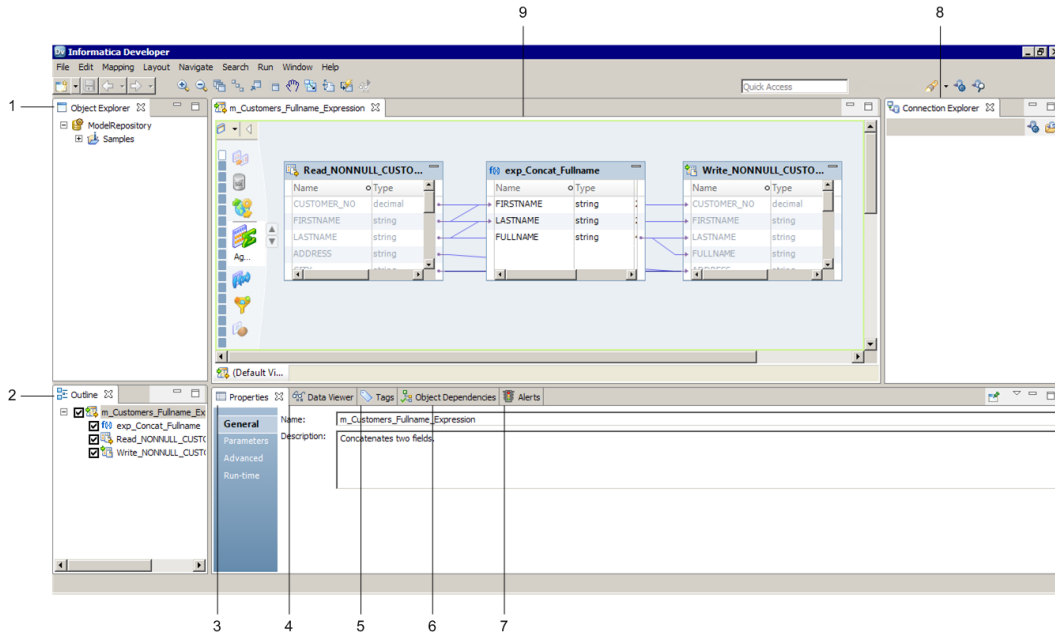 9
8
Informatica Developer
File Edit Mapping Layout Navigate Search Run Window Help
Quick Access
1
Object Explorer
m_Customers_Fullname_Expression
Connection Explorer
ModelRepository
Samples
Read_NONNULL_CUSTO...
exp_Concat_Fullname
Write_NONNULL_CUSTO...
Name Type
Name Type
Name Type
CUSTOMER_NO decimal
FIRSTNAME string
CUSTOMER_NO decimal
FIRSTNAME string
LASTNAME string
FIRSTNAME string
LASTNAME string
FULLNAME string
LASTNAME string
ADDRESS string
FULLNAME string
Ag...
(Default Vi...
2
Outline
Properties
Data Viewer
Tags
Object Dependencies
Alerts
m_Customers_Fullname_Ex
exp_Concat_Fullname
Read_NONNULL_CUST
Write_NONNULL_CUST
General
Parameters
Advanced
Run-time
Name: m_Customers_Fullname_Expression
Description: Concatenates two fields.
3 4 5 6 7